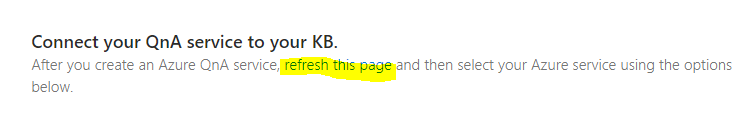 Connect your QnA service to your KB.
After you create an Azure QnA service, refresh this page and then select your Azure service using the options
below.